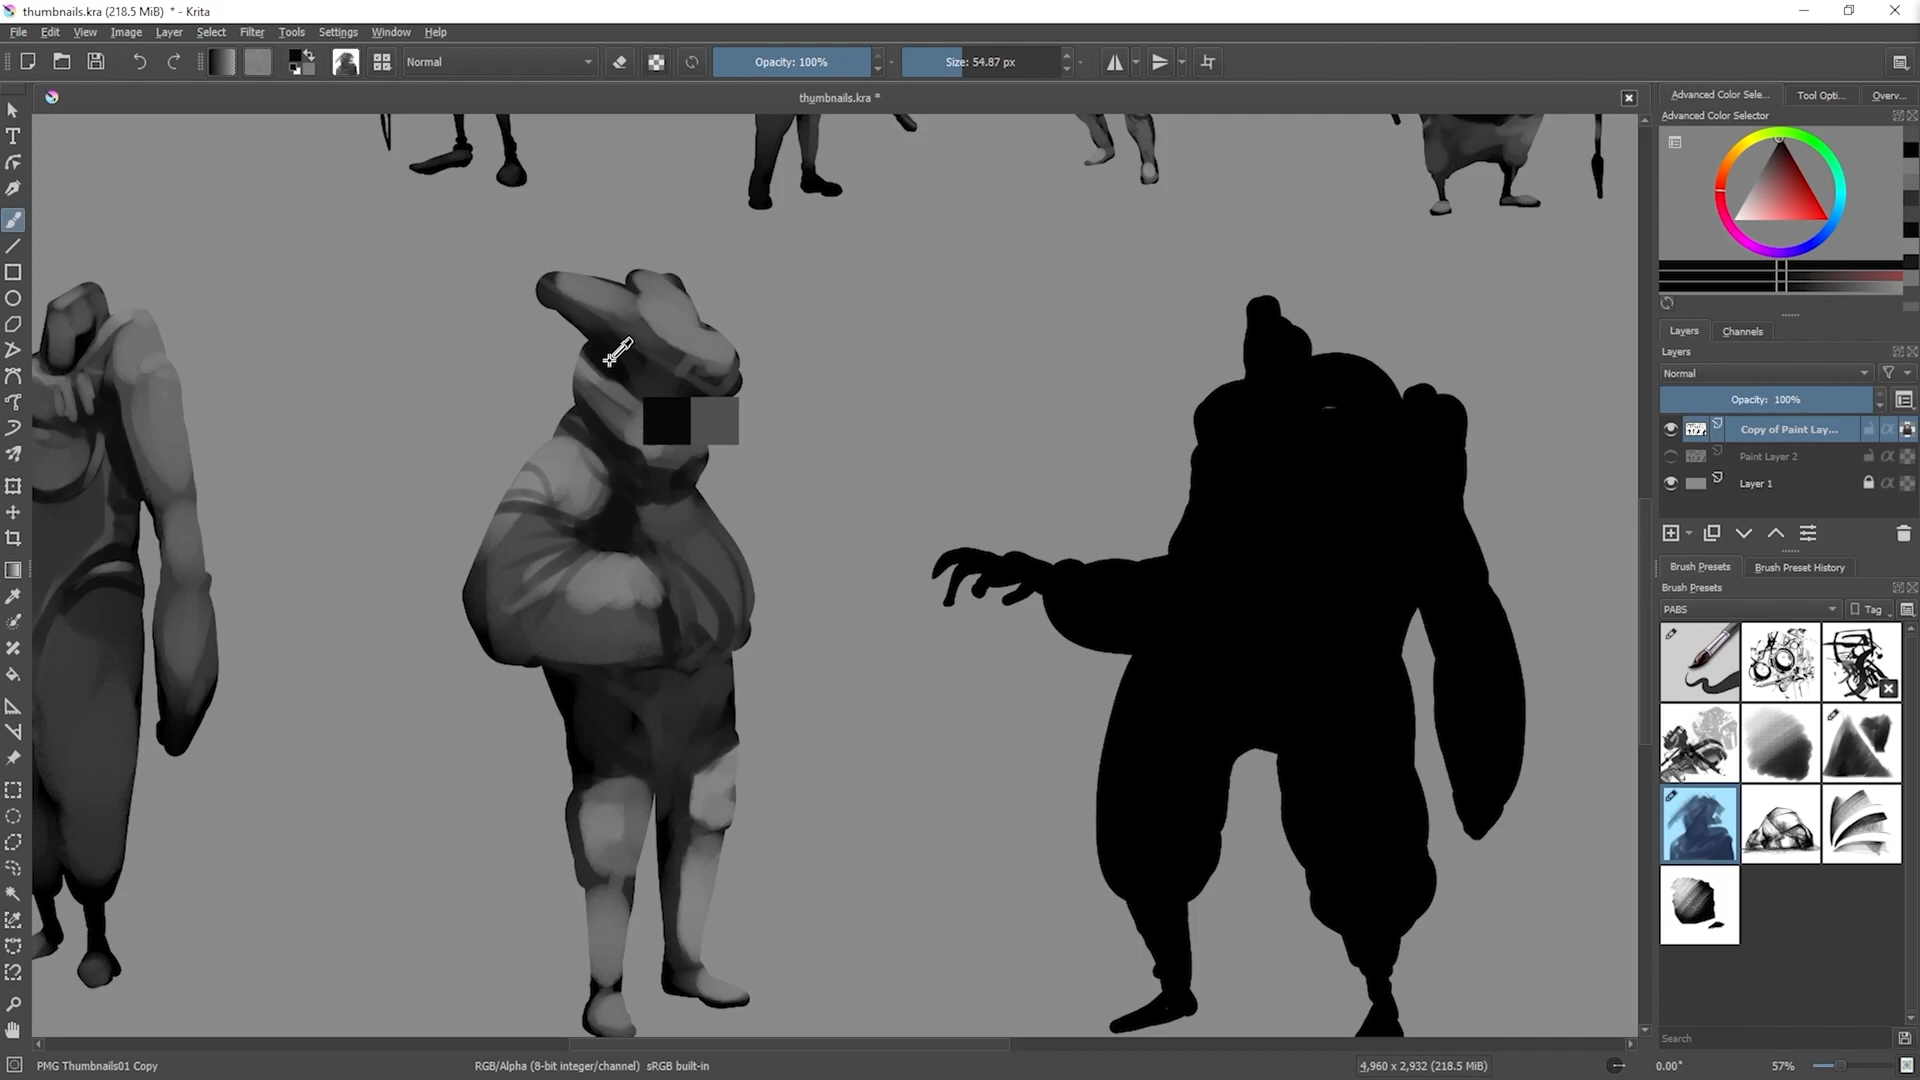 thumbnails.kra (218.5 MiB) * - Krita
File Edit View Image Layer Select Filter Tools Settings Window Help
Normal
Opacity: 100%
Size: 54.87 px
thumbnails.kra *
Advanced Color Sele... Tool Opti... Overv...
Advanced Color Selector
Layers Channels
Layers
Normal
Opacity: 100%
Copy of Paint Lay...
Paint Layer 2
Layer 1
Brush Presets Brush Preset History
Brush Presets
PABS Tag
Search
PMG Thumbnails01 Copy
RGB/Alpha (8-bit integer/channel) sRGB built-in
4,960 x 2,932 (218.5 MiB)
0.00°
57%